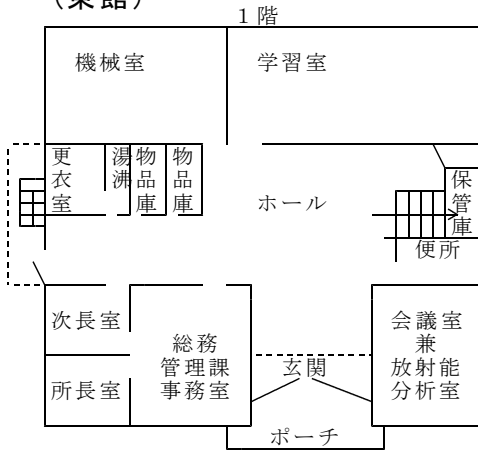 （東館）
１階
機械室
学習室
更衣室
湯沸
物品庫
物品庫
ホール
保管庫
便所
次長室
所長室
総務
管理課
事務室
玄関
会議室
兼
放射能
分析室
ポーチ